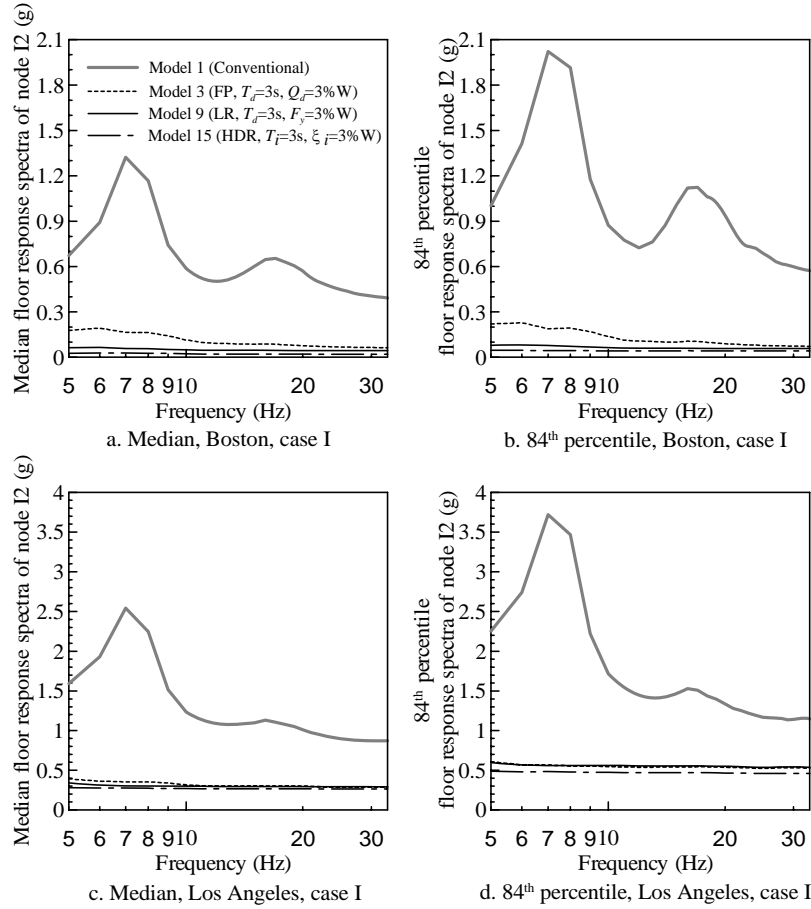 Median floor response spectra of node I2 (g)
2.1
1.8
1.5
1.2
0.9
0.6
0.3
0
Model 1 (Conventional)
Model 3 (FP, Td=3s, Qd=3%W)
Model 9 (LR, Td=3s, Fy=3%W)
Model 15 (HDR, Ti=3s, ξi=3%W)
5 6 7 8 9 10 20 30
Frequency (Hz)
a. Median, Boston, case I
84th percentile
floor response spectra of node I2 (g)
2.1
1.8
1.5
1.2
0.9
0.6
0.3
0
5 6 7 8 9 10 20 30
Frequency (Hz)
b. 84th percentile, Boston, case I
Median floor response spectra of node I2 (g)
4
3.5
3
2.5
2
1.5
1
0.5
0
5 6 7 8 9 10 20 30
Frequency (Hz)
c. Median, Los Angeles, case I
84th percentile
floor response spectra of node I2 (g)
4
3.5
3
2.5
2
1.5
1
0.5
0
5 6 7 8 9 10 20 30
Frequency (Hz)
d. 84th percentile, Los Angeles, case I